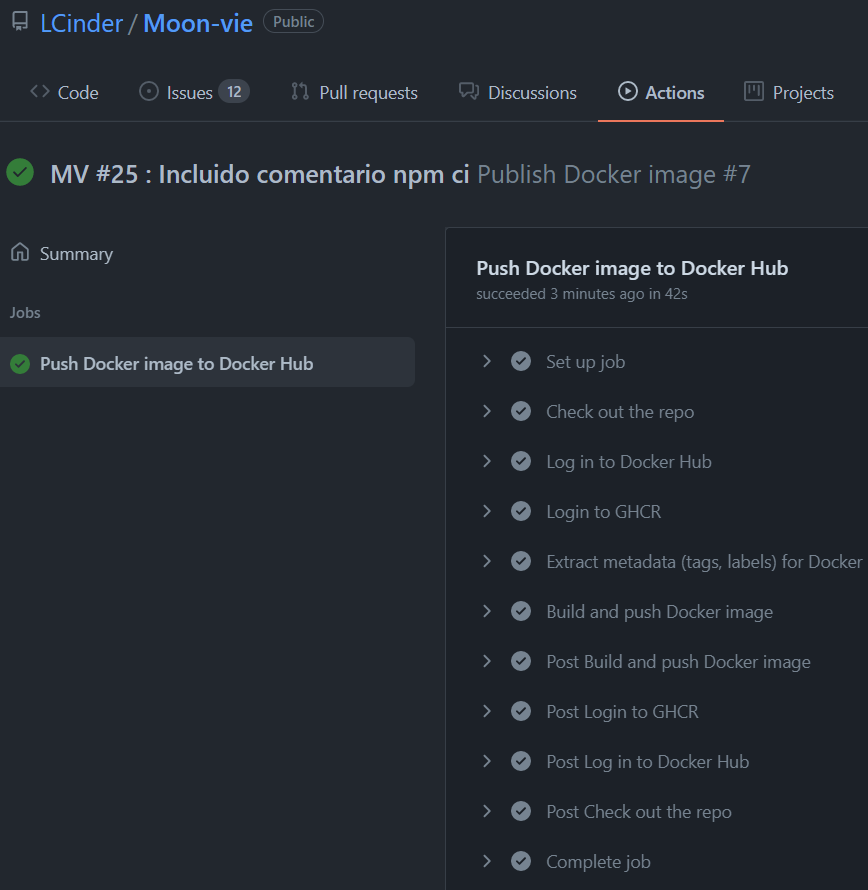 LCinder / Moon-vie Public
Code Issues 12 Pull requests Discussions Actions Projects
MV #25 : Incluido comentario npm ci Publish Docker image #7
Summary
Jobs
Push Docker image to Docker Hub
Push Docker image to Docker Hub
succeeded 3 minutes ago in 42s
Set up job
Check out the repo
Log in to Docker Hub
Login to GHCR
Extract metadata (tags, labels) for Docker
Build and push Docker image
Post Build and push Docker image
Post Login to GHCR
Post Log in to Docker Hub
Post Check out the repo
Complete job